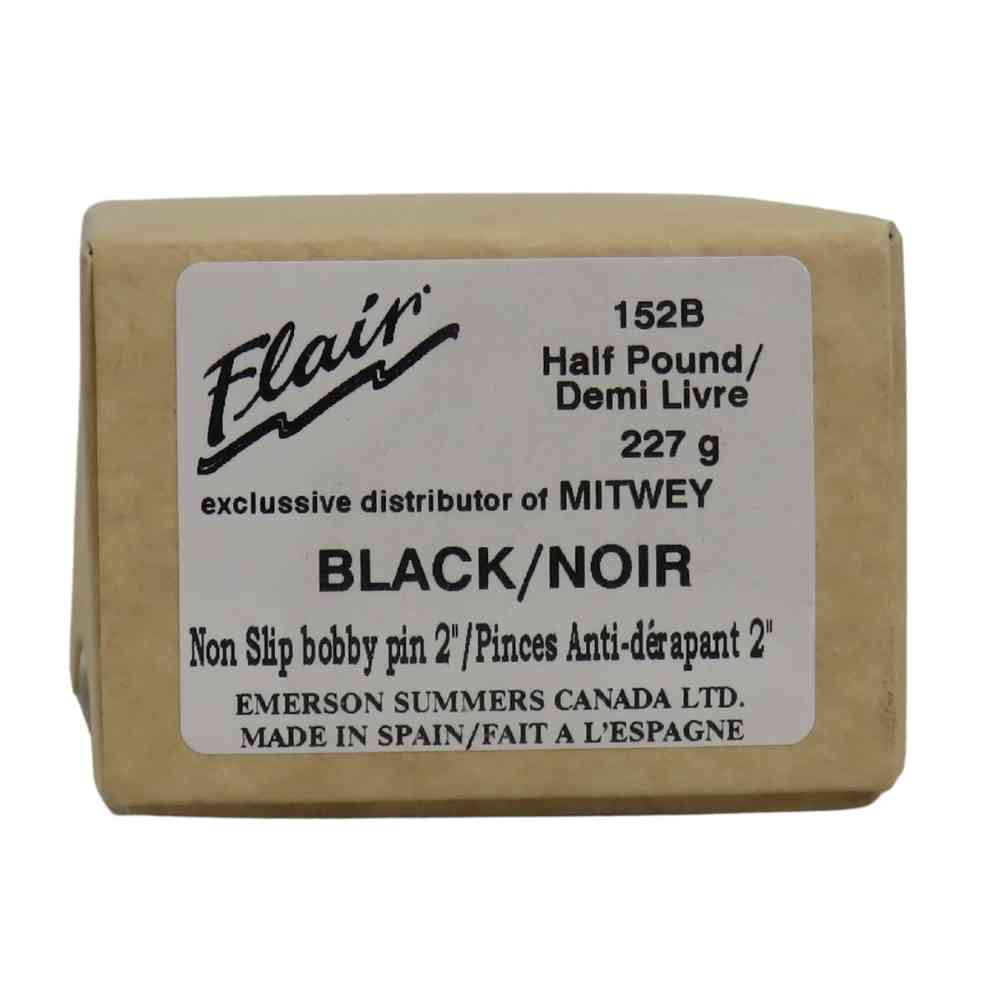 Flair
152B
Half Pound/
Demi Livre
227 g
exclussive distributor of MITWEY
BLACK/NOIR
Non Slip bobby pin 2"/Pinces Anti-dérapant 2"
EMERSON SUMMERS CANADA LTD.
MADE IN SPAIN/FAIT A L'ESPAGNE